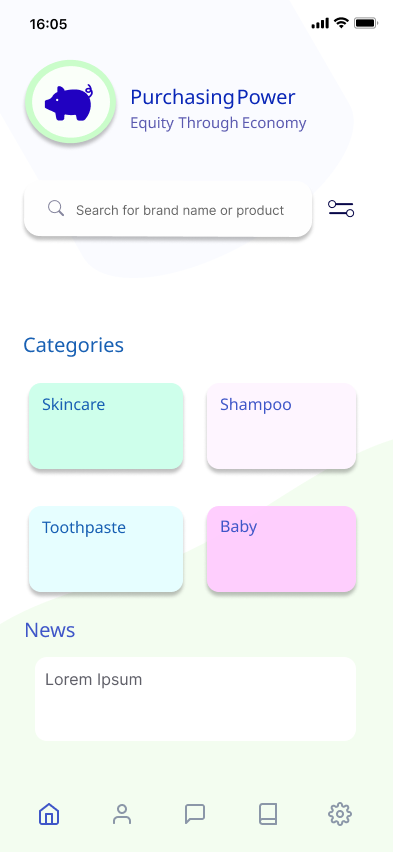 16:05
Purchasing Power
Equity Through Economy
Search for brand name or product
Categories
Skincare
Shampoo
Toothpaste
Baby
News
Lorem Ipsum